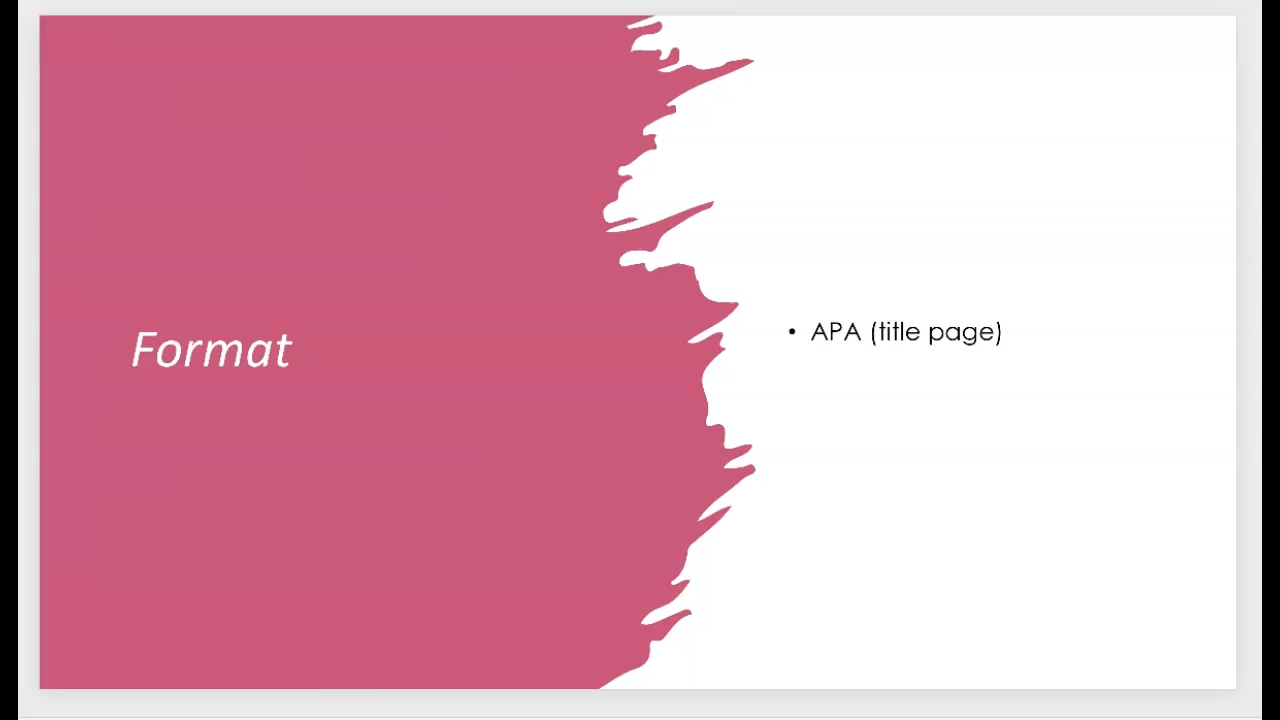 Format
• APA (title page)